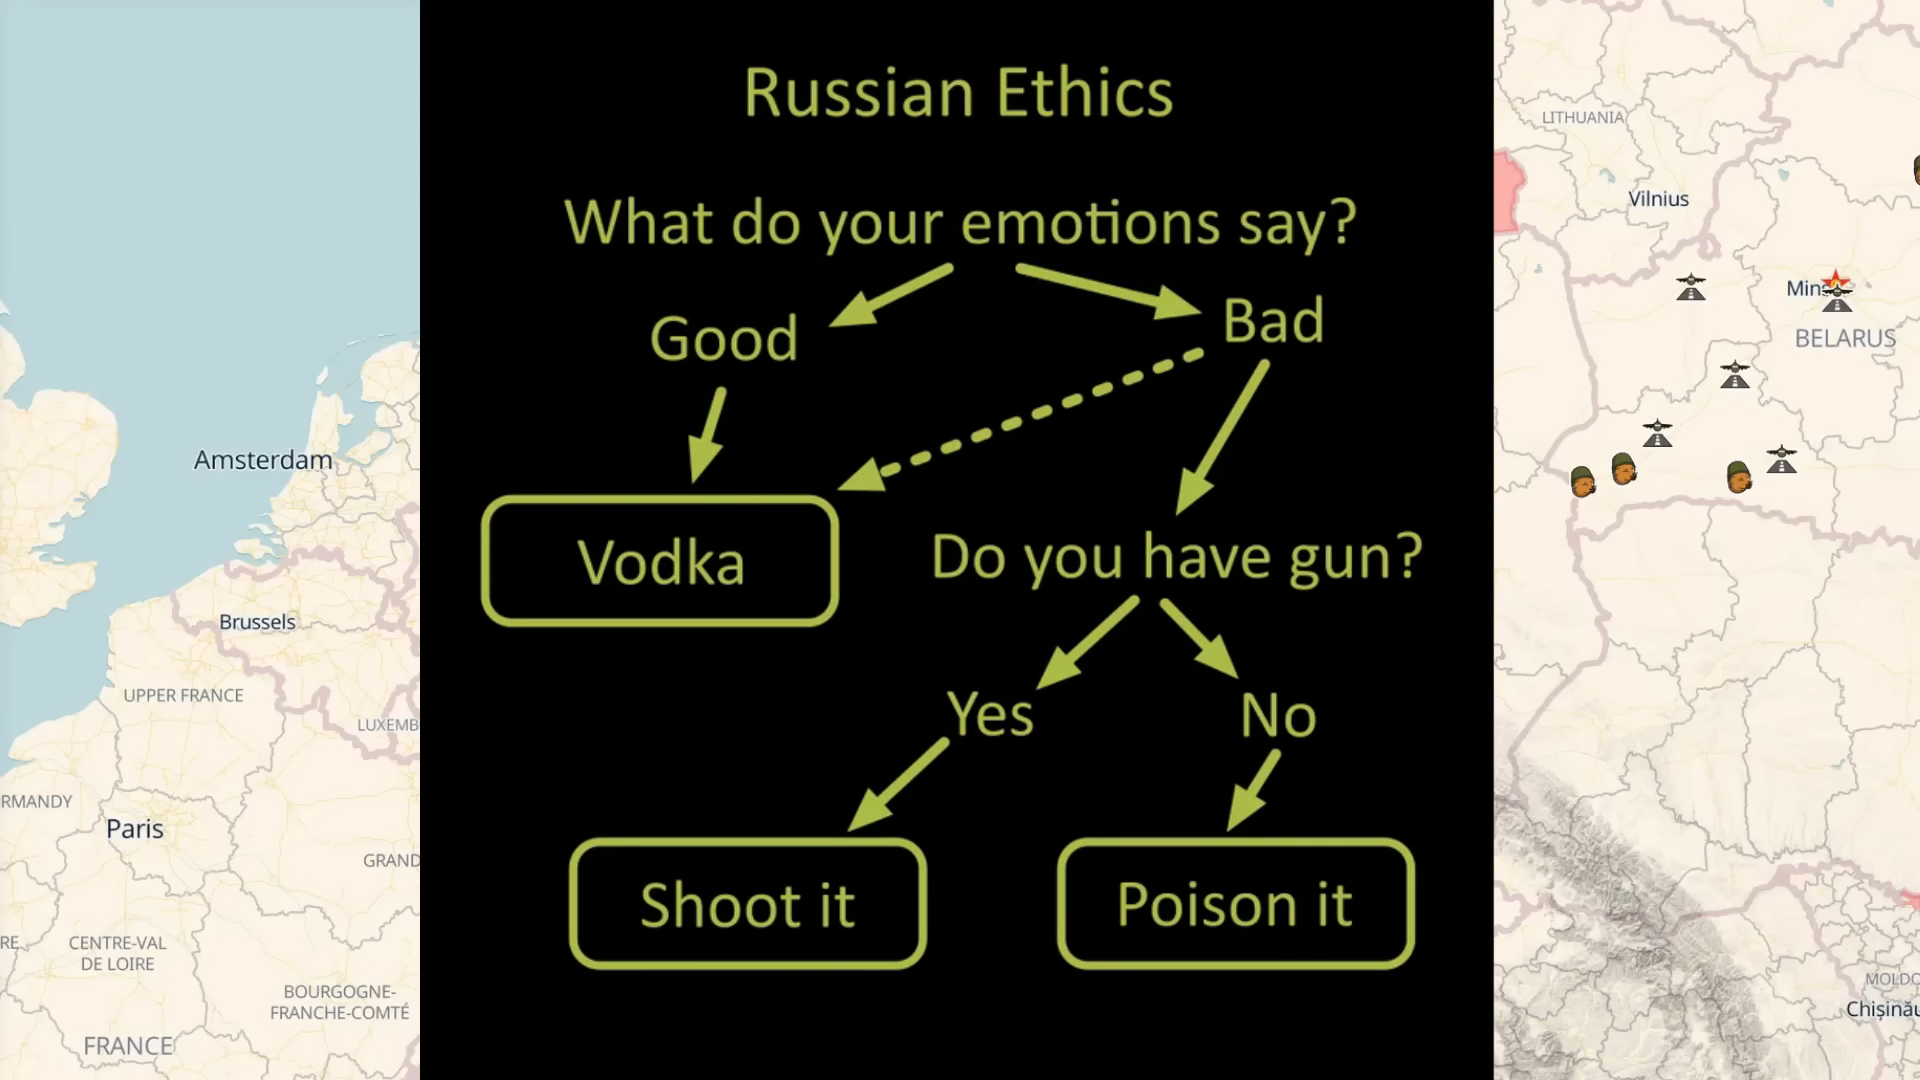 Russian Ethics
What do your emotions say?
Good
Bad
Vodka
Do you have gun?
Yes
No
Shoot it
Poison it
Amsterdam
Brussels
UPPER FRANCE
LUXEMB
RMANDY
Paris
GRAND
RE
CENTRE-VAL
DE LOIRE
BOURGOGNE-
FRANCHE-COMTÉ
FRANCE
LITHUANIA
Vilnius
Mins
BELARUS
MOLDO
Chișinău